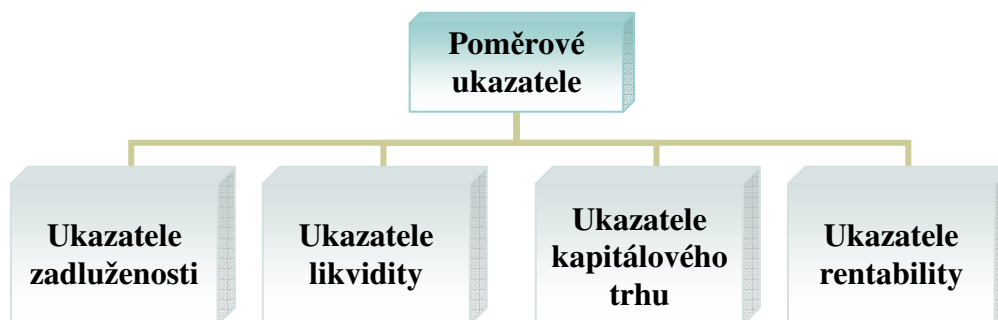 Poměrové
ukazatele
Ukazatele
zadluženosti
Ukazatele
likvidity
Ukazatele
kapitálového
trhu
Ukazatele
rentability